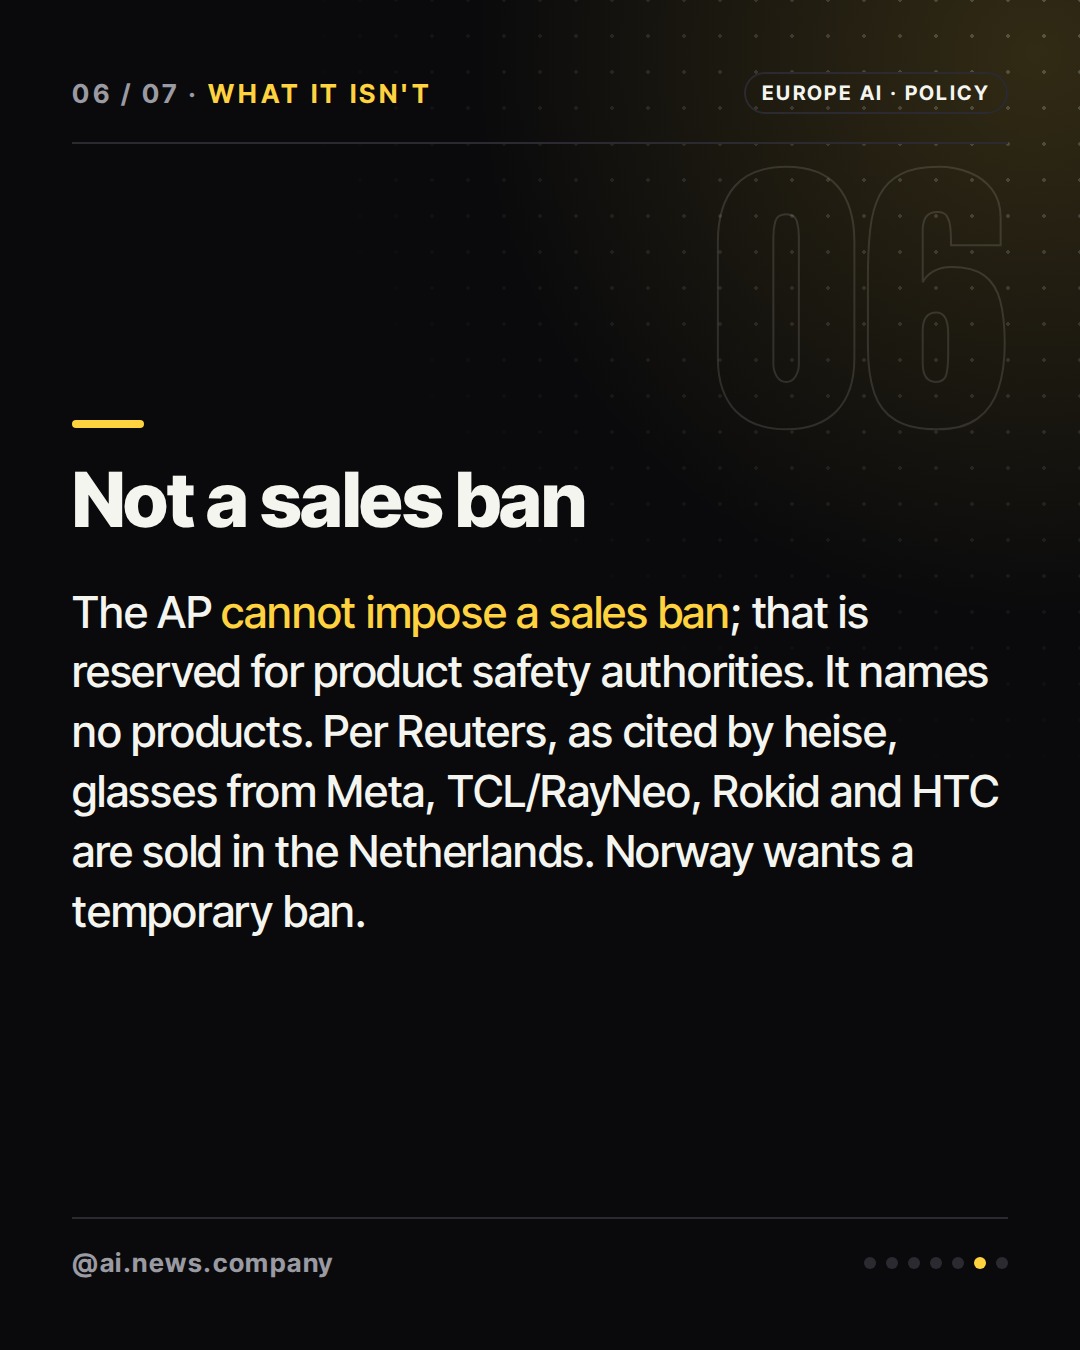 06 / 07 · WHAT IT ISN'T
EUROPE AI · POLICY
06
Not a sales ban
The AP cannot impose a sales ban; that is
reserved for product safety authorities. It names
no products. Per Reuters, as cited by heise,
glasses from Meta, TCL/RayNeo, Rokid and HTC
are sold in the Netherlands. Norway wants a
temporary ban.
@ai.news.company